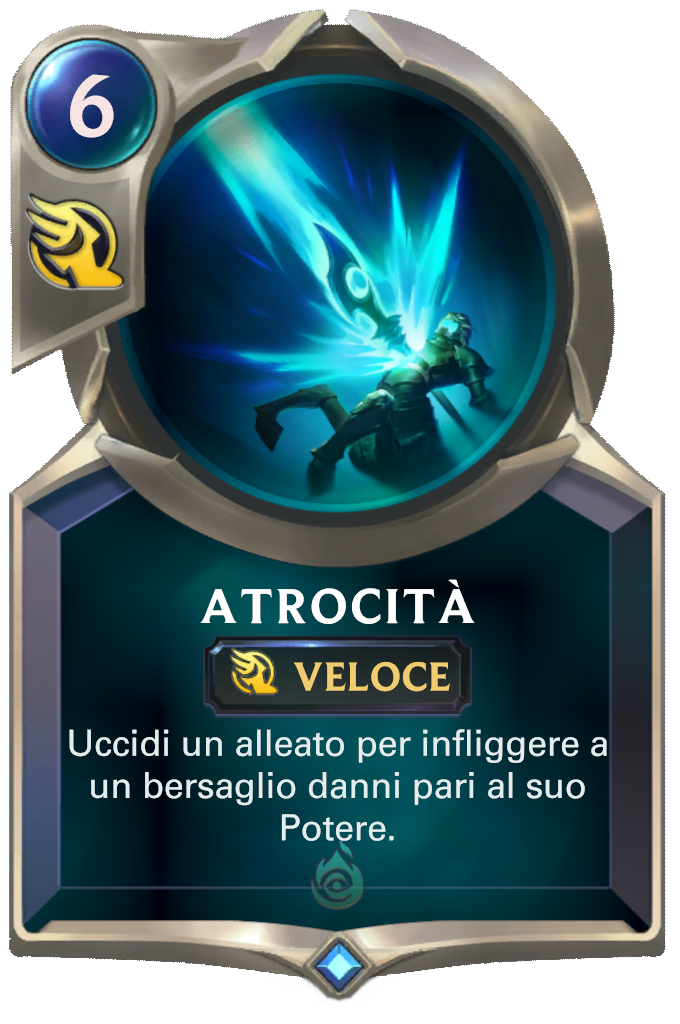 6
ATROCITÀ
VELOCE
Uccidi un alleato per infliggere a
un bersaglio danni pari al suo
Potere.